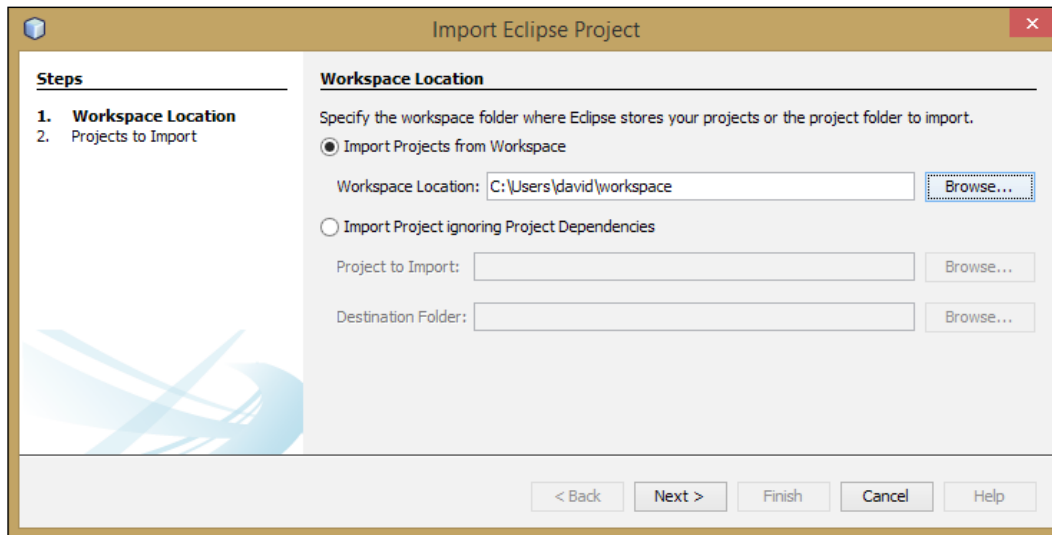 Import Eclipse Project
Steps
1. Workspace Location
2. Projects to Import
Workspace Location
Specify the workspace folder where Eclipse stores your projects or the project folder to import.
Import Projects from Workspace
Workspace Location: C:\Users\david\workspace Browse...
Import Project ignoring Project Dependencies
Project to Import: Browse...
Destination Folder: Browse...
< Back Next > Finish Cancel Help